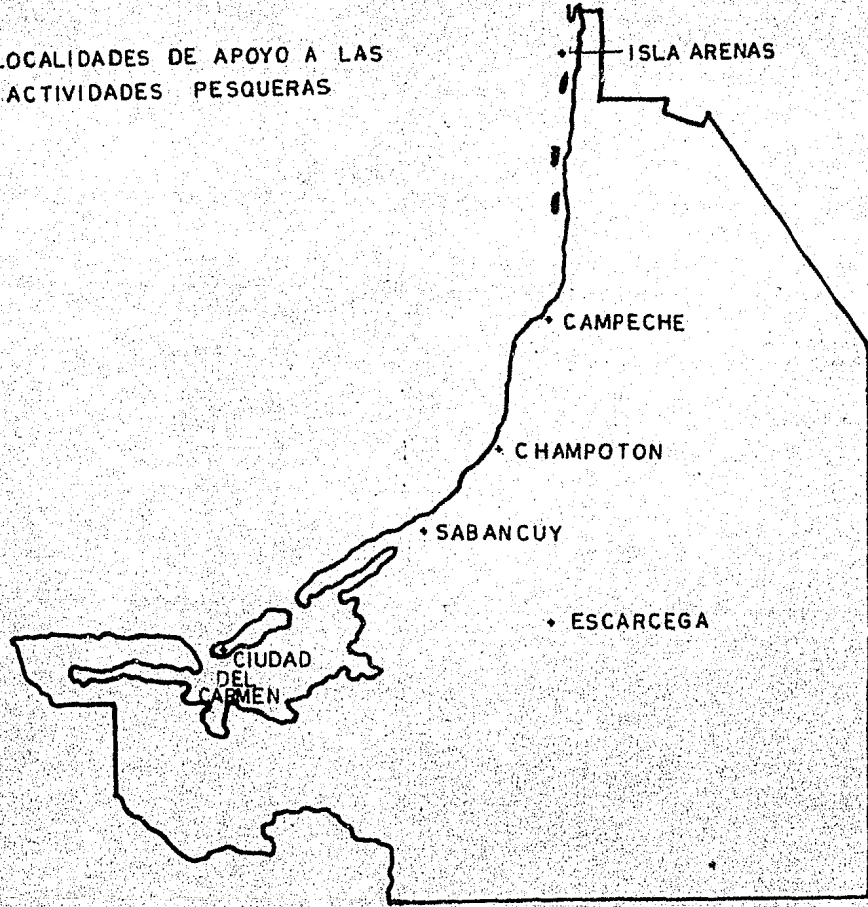 LOCALIDADES DE APOYO A LAS
ACTIVIDADES PESQUERAS
ISLA ARENAS
CAMPECHE
CHAMPOTON
SABANCUY
ESCARCEGA
CIUDAD
DEL
CARMEN